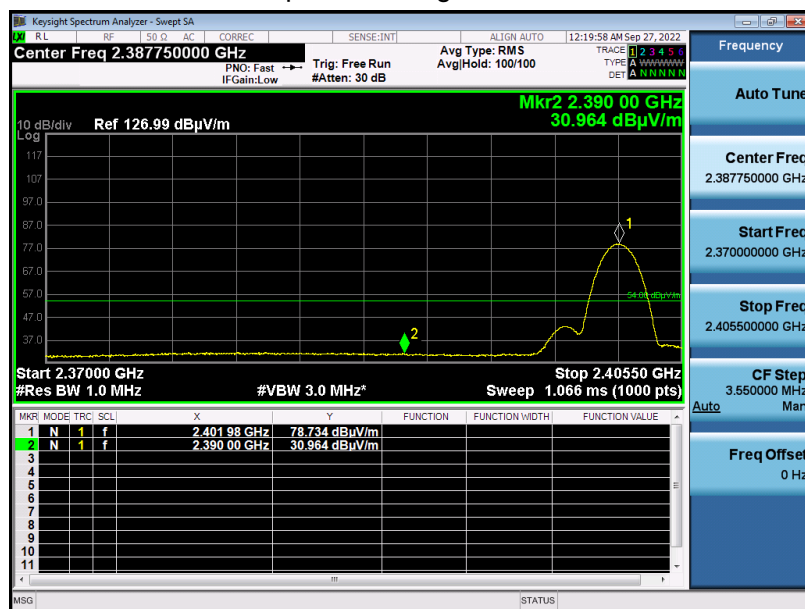 Keysight Spectrum Analyzer - Swept SA
RL RF 50 Ω AC CORREC SENSE:INT ALIGN AUTO 12:19:58 AM Sep 27, 2022
Center Freq 2.387750000 GHz
PNO: Fast
IFGain:Low
Trig: Free Run
#Atten: 30 dB
Avg Type: RMS
Avg|Hold: 100/100
TRACE 1 2 3 4 5 6
TYPE A WWWWW
DET A N N N N N
Mkr2 2.390 00 GHz
30.964 dBµV/m
10 dB/div Ref 126.99 dBµV/m
Log
117
107
97.0
87.0
77.0
67.0
57.0
47.0
37.0
1
54.00 dBµV/m
2
Start 2.37000 GHz Stop 2.40550 GHz
#Res BW 1.0 MHz #VBW 3.0 MHz* Sweep 1.066 ms (1000 pts)
MKR MODE TRC SCL X Y FUNCTION FUNCTION WIDTH FUNCTION VALUE
1 N 1 f 2.401 98 GHz 78.734 dBµV/m
2 N 1 f 2.390 00 GHz 30.964 dBµV/m
3
4
5
6
7
8
9
10
11
MSG STATUS
Frequency
Auto Tune
Center Freq
2.387750000 GHz
Start Freq
2.370000000 GHz
Stop Freq
2.405500000 GHz
CF Step
3.550000 MHz
Auto Man
Freq Offset
0 Hz